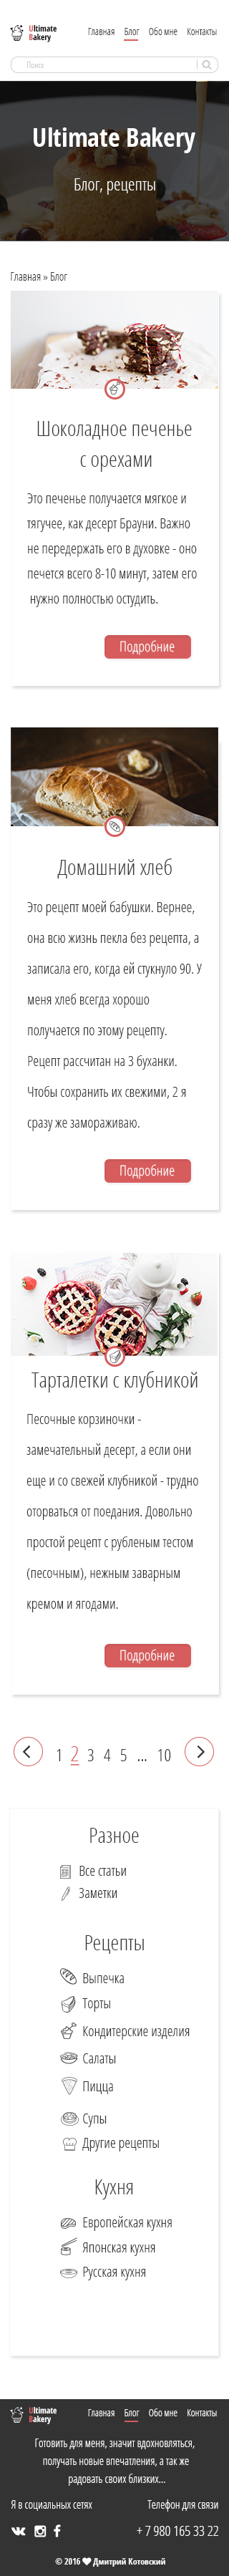 Ultimate
Bakery
Главная Блог Обо мне Контакты
Поиск
Ultimate Bakery
Блог, рецепты
Главная » Блог
Шоколадное печенье
с орехами
Это печенье получается мягкое и
тягучее, как десерт Брауни. Важно
не передержать его в духовке - оно
печется всего 8-10 минут, затем его
нужно полностью остудить.
Подробние
Домашний хлеб
Это рецепт моей бабушки. Вернее,
она всю жизнь пекла без рецепта, а
записала его, когда ей стукнуло 90. У
меня хлеб всегда хорошо
получается по этому рецепту.
Рецепт рассчитан на 3 буханки.
Чтобы сохранить их свежими, 2 я
сразу же замораживаю.
Подробние
Тарталетки с клубникой
Песочные корзиночки -
замечательный десерт, а если они
еще и со свежей клубникой - трудно
оторваться от поедания. Довольно
простой рецепт с рубленым тестом
(песочным), нежным заварным
кремом и ягодами.
Подробние
1 2 3 4 5 ... 10
Разное
Все статьи
Заметки
Рецепты
Выпечка
Торты
Кондитерские изделия
Салаты
Пицца
Супы
Другие рецепты
Кухня
Европейская кухня
Японская кухня
Русская кухня
Ultimate
Bakery
Главная Блог Обо мне Контакты
Готовить для меня, значит вдохновляться,
получать новые впечатления, а так же
радовать своих близких...
Я в социальных сетях Телефон для связи
+ 7 980 165 33 22
© 2016 Дмитрий Котовский